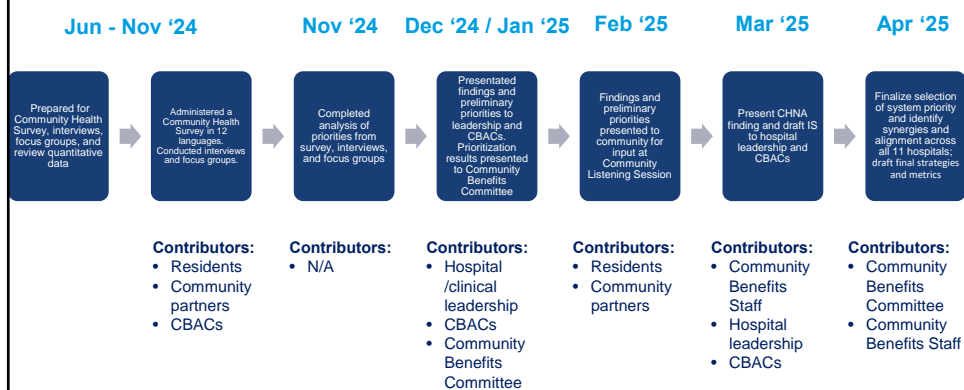 Jun - Nov ‘24
Nov ‘24
Dec ‘24 / Jan ‘25
Feb ‘25
Mar ‘25
Apr ‘25
Prepared for
Community Health
Survey, interviews,
focus groups, and
review quantitative
data
Administered a
Community Health
Survey in 12
languages.
Conducted interviews
and focus groups.
Completed
analysis of
priorities from
survey, interviews,
and focus groups
Presentated
findings and
preliminary
priorities to
leadership and
CBACs.
Prioritization
results presented
to Community
Benefits
Committee
Findings and
preliminary
priorities
presented to
community for
input at
Community
Listening Session
Present CHNA
finding and draft IS
to hospital
leadership and
CBACs
Finalize selection
of system priority
and identify
synergies and
alignment across
all 11 hospitals;
draft final strategies
and metrics
Contributors:
• Residents
• Community
partners
• CBACs
Contributors:
• N/A
Contributors:
• Hospital
/clinical
leadership
• CBACs
• Community
Benefits
Committee
Contributors:
• Residents
• Community
partners
Contributors:
• Community
Benefits
Staff
• Hospital
leadership
• CBACs
Contributors:
• Community
Benefits
Committee
• Community
Benefits Staff